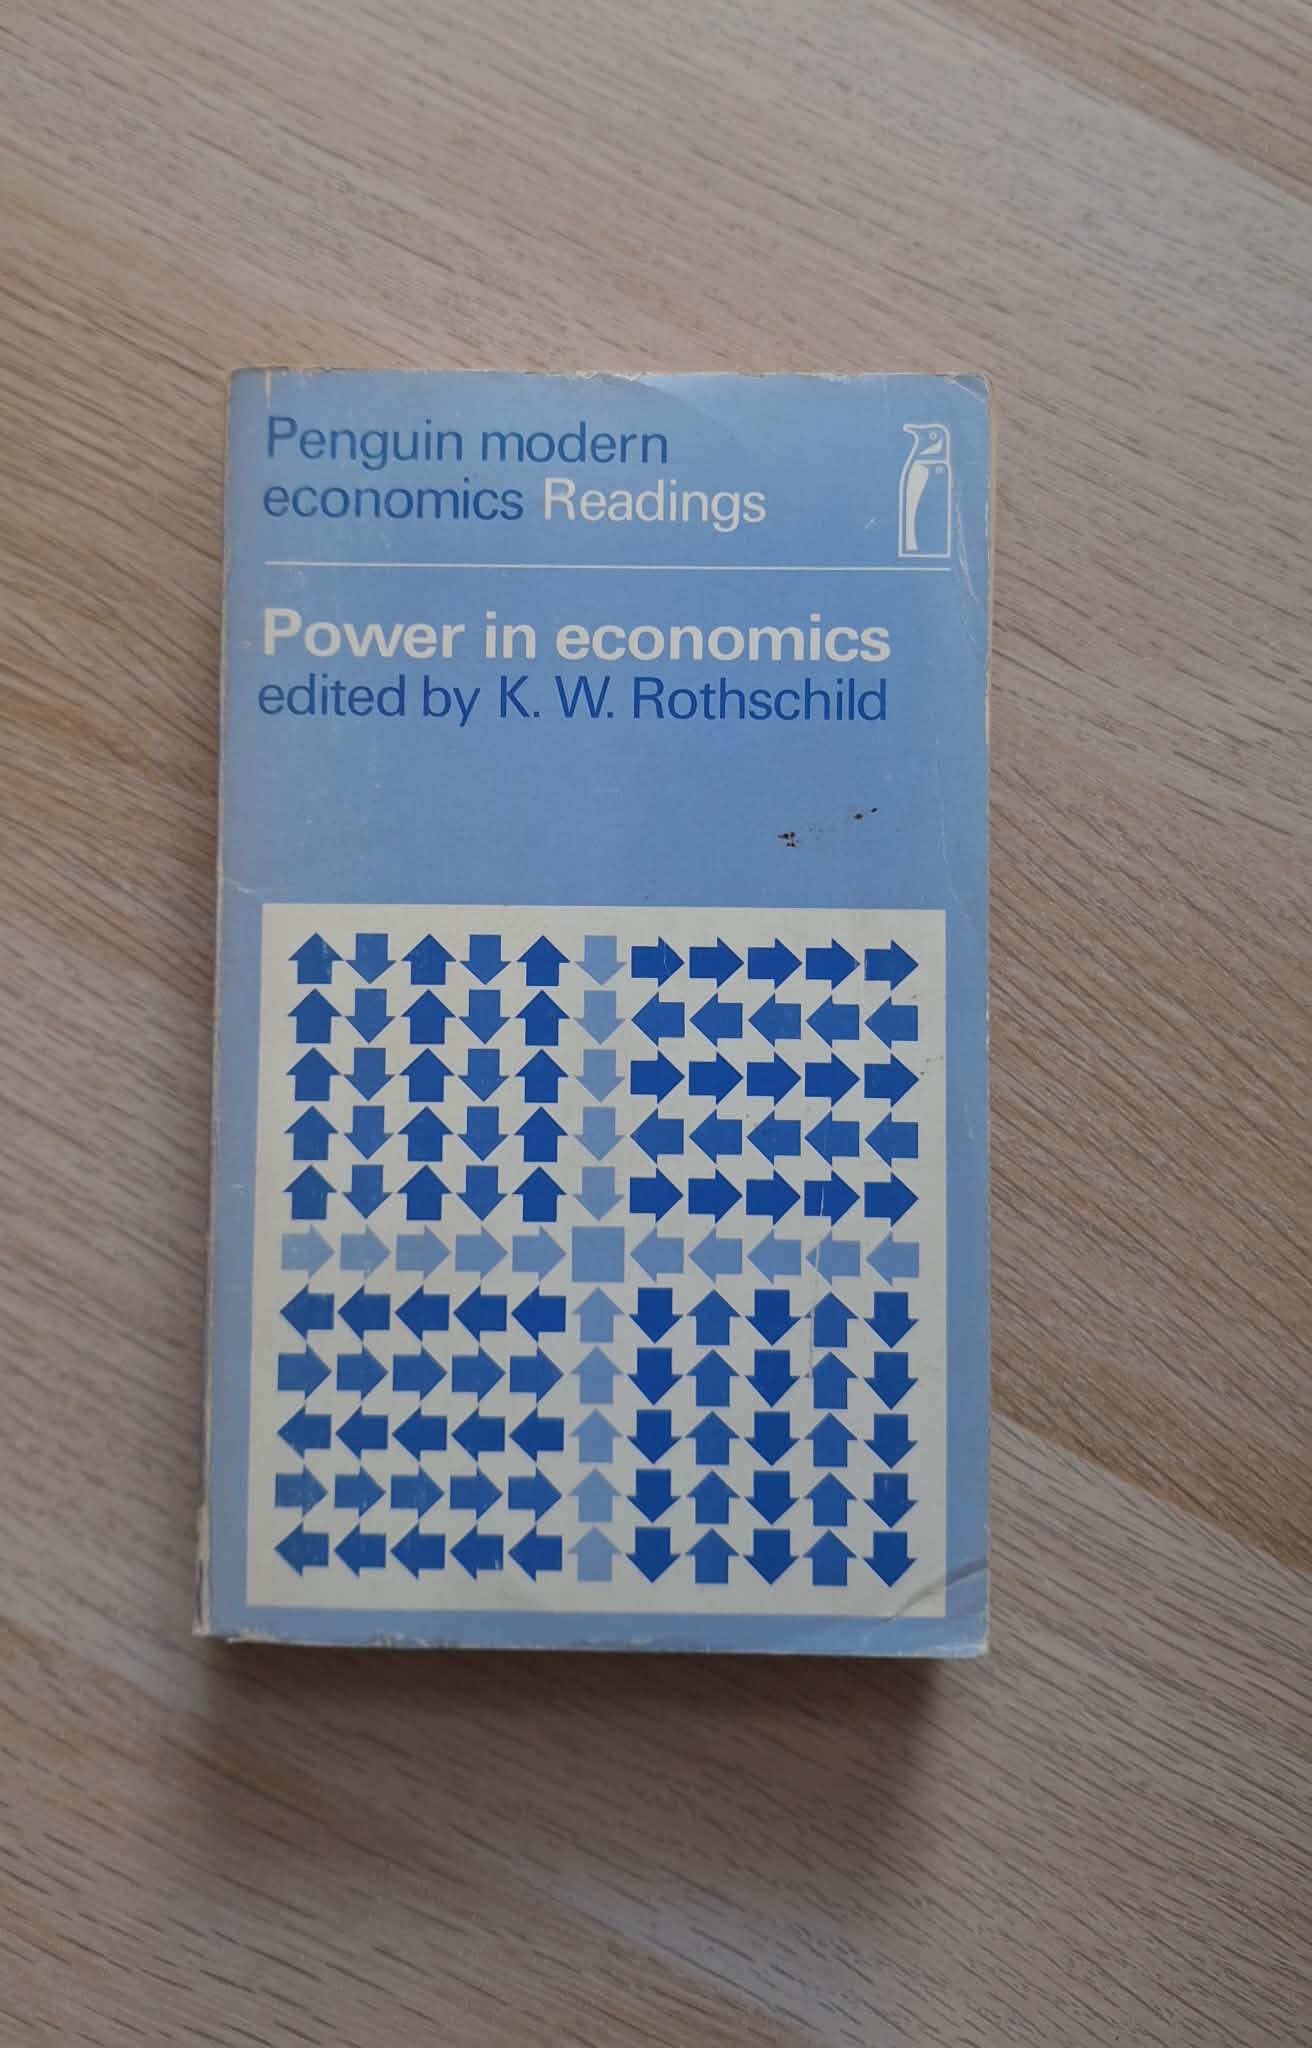 Penguin modern
economics Readings
Power in economics
edited by K. W. Rothschild